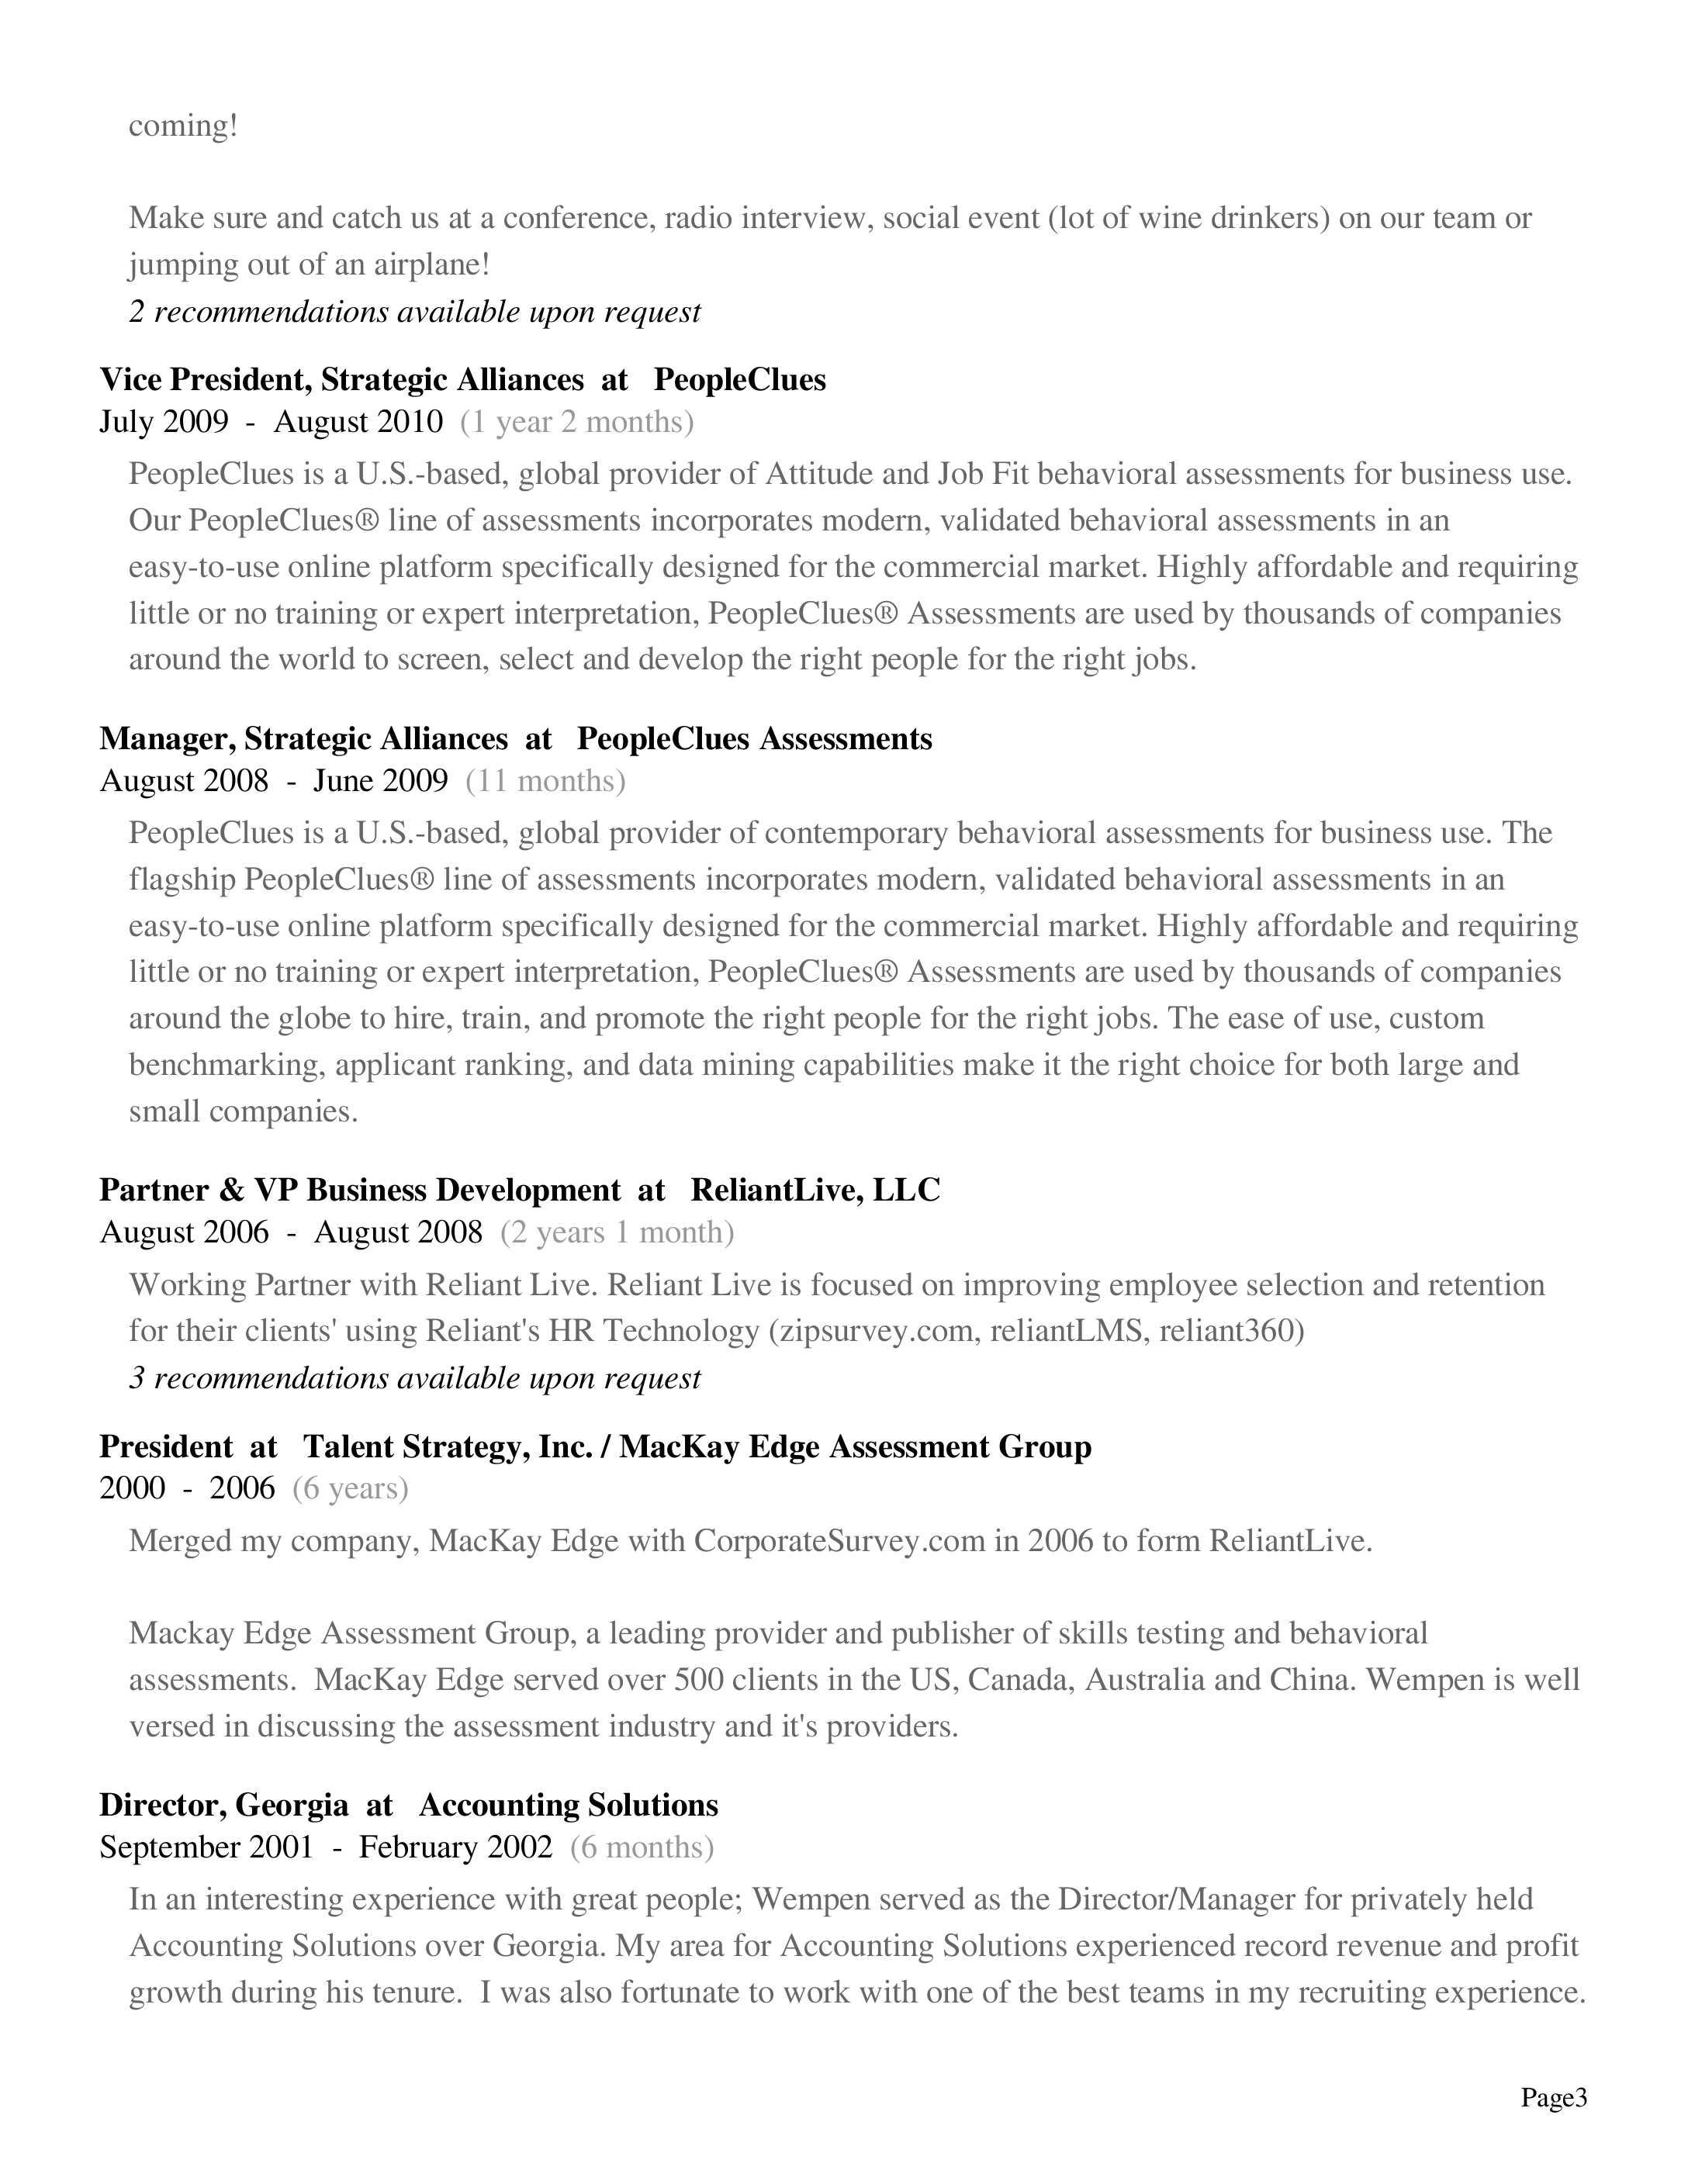 coming!
Make sure and catch us at a conference, radio interview, social event (lot of wine drinkers) on our team or
jumping out of an airplane!
2 recommendations available upon request
Vice President, Strategic Alliances at PeopleClues
July 2009 - August 2010 (1 year 2 months)
PeopleClues is a U.S.-based, global provider of Attitude and Job Fit behavioral assessments for business use.
Our PeopleClues® line of assessments incorporates modern, validated behavioral assessments in an
easy-to-use online platform specifically designed for the commercial market. Highly affordable and requiring
little or no training or expert interpretation, PeopleClues® Assessments are used by thousands of companies
around the world to screen, select and develop the right people for the right jobs.
Manager, Strategic Alliances at PeopleClues Assessments
August 2008 - June 2009 (11 months)
PeopleClues is a U.S.-based, global provider of contemporary behavioral assessments for business use. The
flagship PeopleClues® line of assessments incorporates modern, validated behavioral assessments in an
easy-to-use online platform specifically designed for the commercial market. Highly affordable and requiring
little or no training or expert interpretation, PeopleClues® Assessments are used by thousands of companies
around the globe to hire, train, and promote the right people for the right jobs. The ease of use, custom
benchmarking, applicant ranking, and data mining capabilities make it the right choice for both large and
small companies.
Partner & VP Business Development at ReliantLive, LLC
August 2006 - August 2008 (2 years 1 month)
Working Partner with Reliant Live. Reliant Live is focused on improving employee selection and retention
for their clients' using Reliant's HR Technology (zipsurvey.com, reliantLMS, reliant360)
3 recommendations available upon request
President at Talent Strategy, Inc. / MacKay Edge Assessment Group
2000 - 2006 (6 years)
Merged my company, MacKay Edge with CorporateSurvey.com in 2006 to form ReliantLive.
Mackay Edge Assessment Group, a leading provider and publisher of skills testing and behavioral
assessments. MacKay Edge served over 500 clients in the US, Canada, Australia and China. Wempen is well
versed in discussing the assessment industry and it's providers.
Director, Georgia at Accounting Solutions
September 2001 - February 2002 (6 months)
In an interesting experience with great people; Wempen served as the Director/Manager for privately held
Accounting Solutions over Georgia. My area for Accounting Solutions experienced record revenue and profit
growth during his tenure. I was also fortunate to work with one of the best teams in my recruiting experience.
Page3